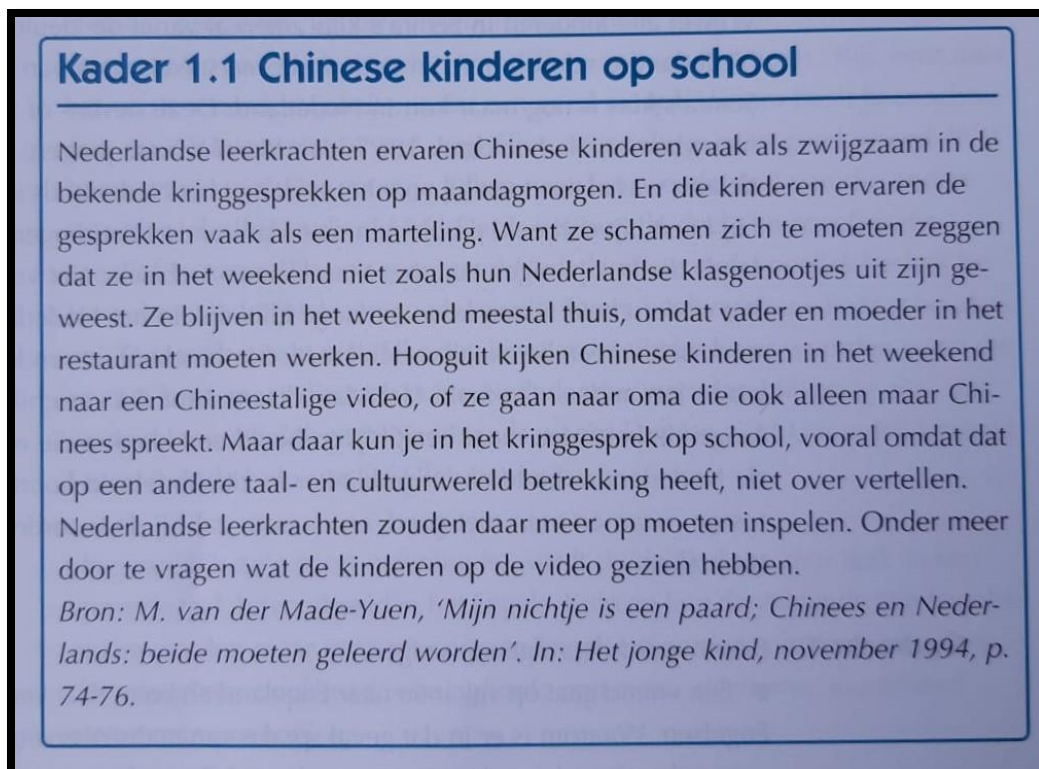 Kader 1.1 Chinese kinderen op school
Nederlandse leerkrachten ervaren Chinese kinderen vaak als zwijgzaam in de
bekende kringgesprekken op maandagmorgen. En die kinderen ervaren de
gesprekken vaak als een marteling. Want ze schamen zich te moeten zeggen
dat ze in het weekend niet zoals hun Nederlandse klasgenootjes uit zijn ge-
weest. Ze blijven in het weekend meestal thuis, omdat vader en moeder in het
restaurant moeten werken. Hooguit kijken Chinese kinderen in het weekend
naar een Chineestalige video, of ze gaan naar oma die ook alleen maar Chi-
nees spreekt. Maar daar kun je in het kringgesprek op school, vooral omdat dat
op een andere taal- en cultuurwereld betrekking heeft, niet over vertellen.
Nederlandse leerkrachten zouden daar meer op moeten inspelen. Onder meer
door te vragen wat de kinderen op de video gezien hebben.
Bron: M. van der Made-Yuen, 'Mijn nichtje is een paard; Chinees en Neder-
lands: beide moeten geleerd worden'. In: Het jonge kind, november 1994, p.
74-76.